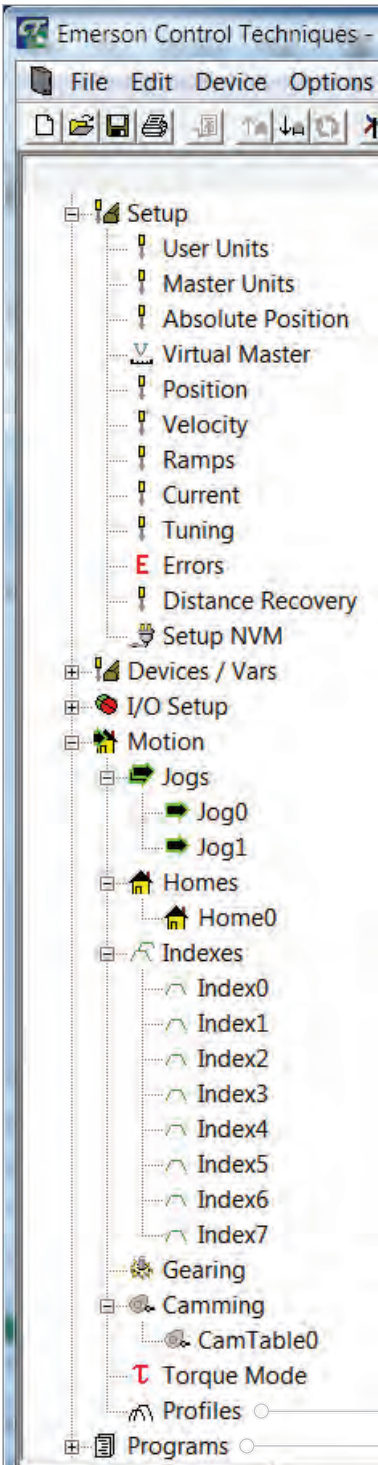 Emerson Control Techniques -
File Edit Device Options
Setup
User Units
Master Units
Absolute Position
Virtual Master
Position
Velocity
Ramps
Current
Tuning
E Errors
Distance Recovery
Setup NVM
Devices / Vars
I/O Setup
Motion
Jogs
Jog0
Jog1
Homes
Home0
Indexes
Index0
Index1
Index2
Index3
Index4
Index5
Index6
Index7
Gearing
Camming
CamTable0
τ Torque Mode
Profiles
Programs